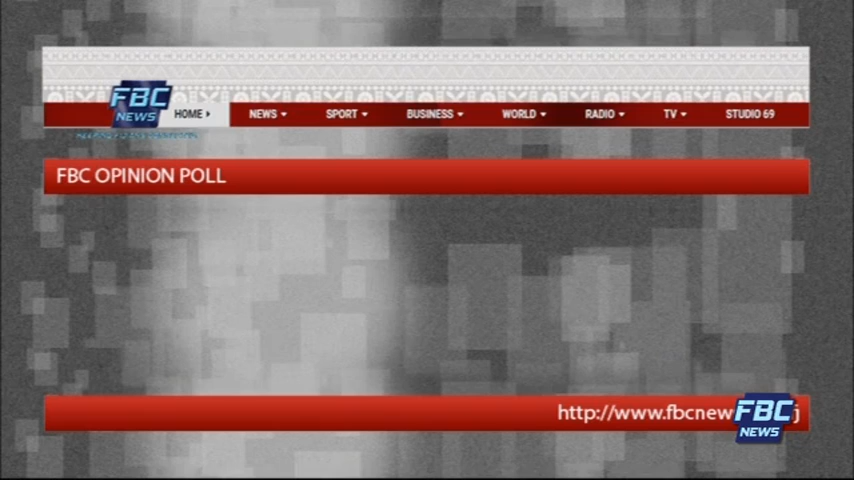 FBC
NEWS
HOME NEWS SPORT BUSINESS WORLD RADIO TV STUDIO 69
FBC OPINION POLL
http://www.fbcnew j
FBC
NEWS